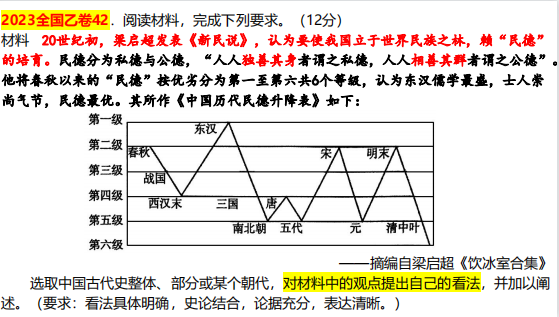 2023全国乙卷42．阅读材料，完成下列要求。（12分）
材料　20世纪初，梁启超发表《新民说》，认为要使我国立于世界民族之林，赖“民德”
的培育。民德分为私德与公德，“人人独善其身者谓之私德，人人相善其群者谓之公德”。
他将春秋以来的“民德”按优劣分为第一至第六共6个等级，认为东汉儒学最盛，士人崇
尚气节，民德最优。其所作《中国历代民德升降表》如下：
第一级
东汉
第二级
春秋
宋
明末
第三级
战国
第四级
西汉末
三国
唐
第五级
南北朝
五代
元
清中叶
第六级
——摘编自梁启超《饮冰室合集》
选取中国古代史整体、部分或某个朝代，对材料中的观点提出自己的看法，并加以阐
述。（要求：看法具体明确，史论结合，论据充分，表达清晰。）